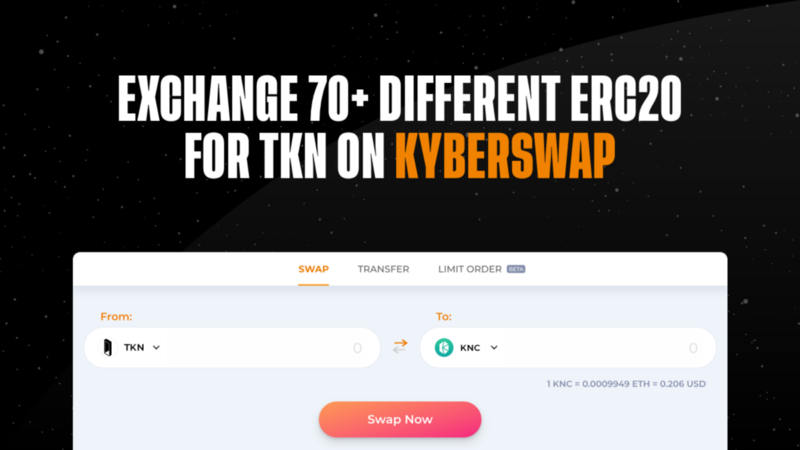 EXCHANGE 70+ DIFFERENT ERC20
FOR TKN ON KYBERSWAP
SWAP TRANSFER LIMIT ORDER BETA
From: To:
TKN 0 KNC 0
1 KNC = 0.0009949 ETH = 0.206 USD
Swap Now